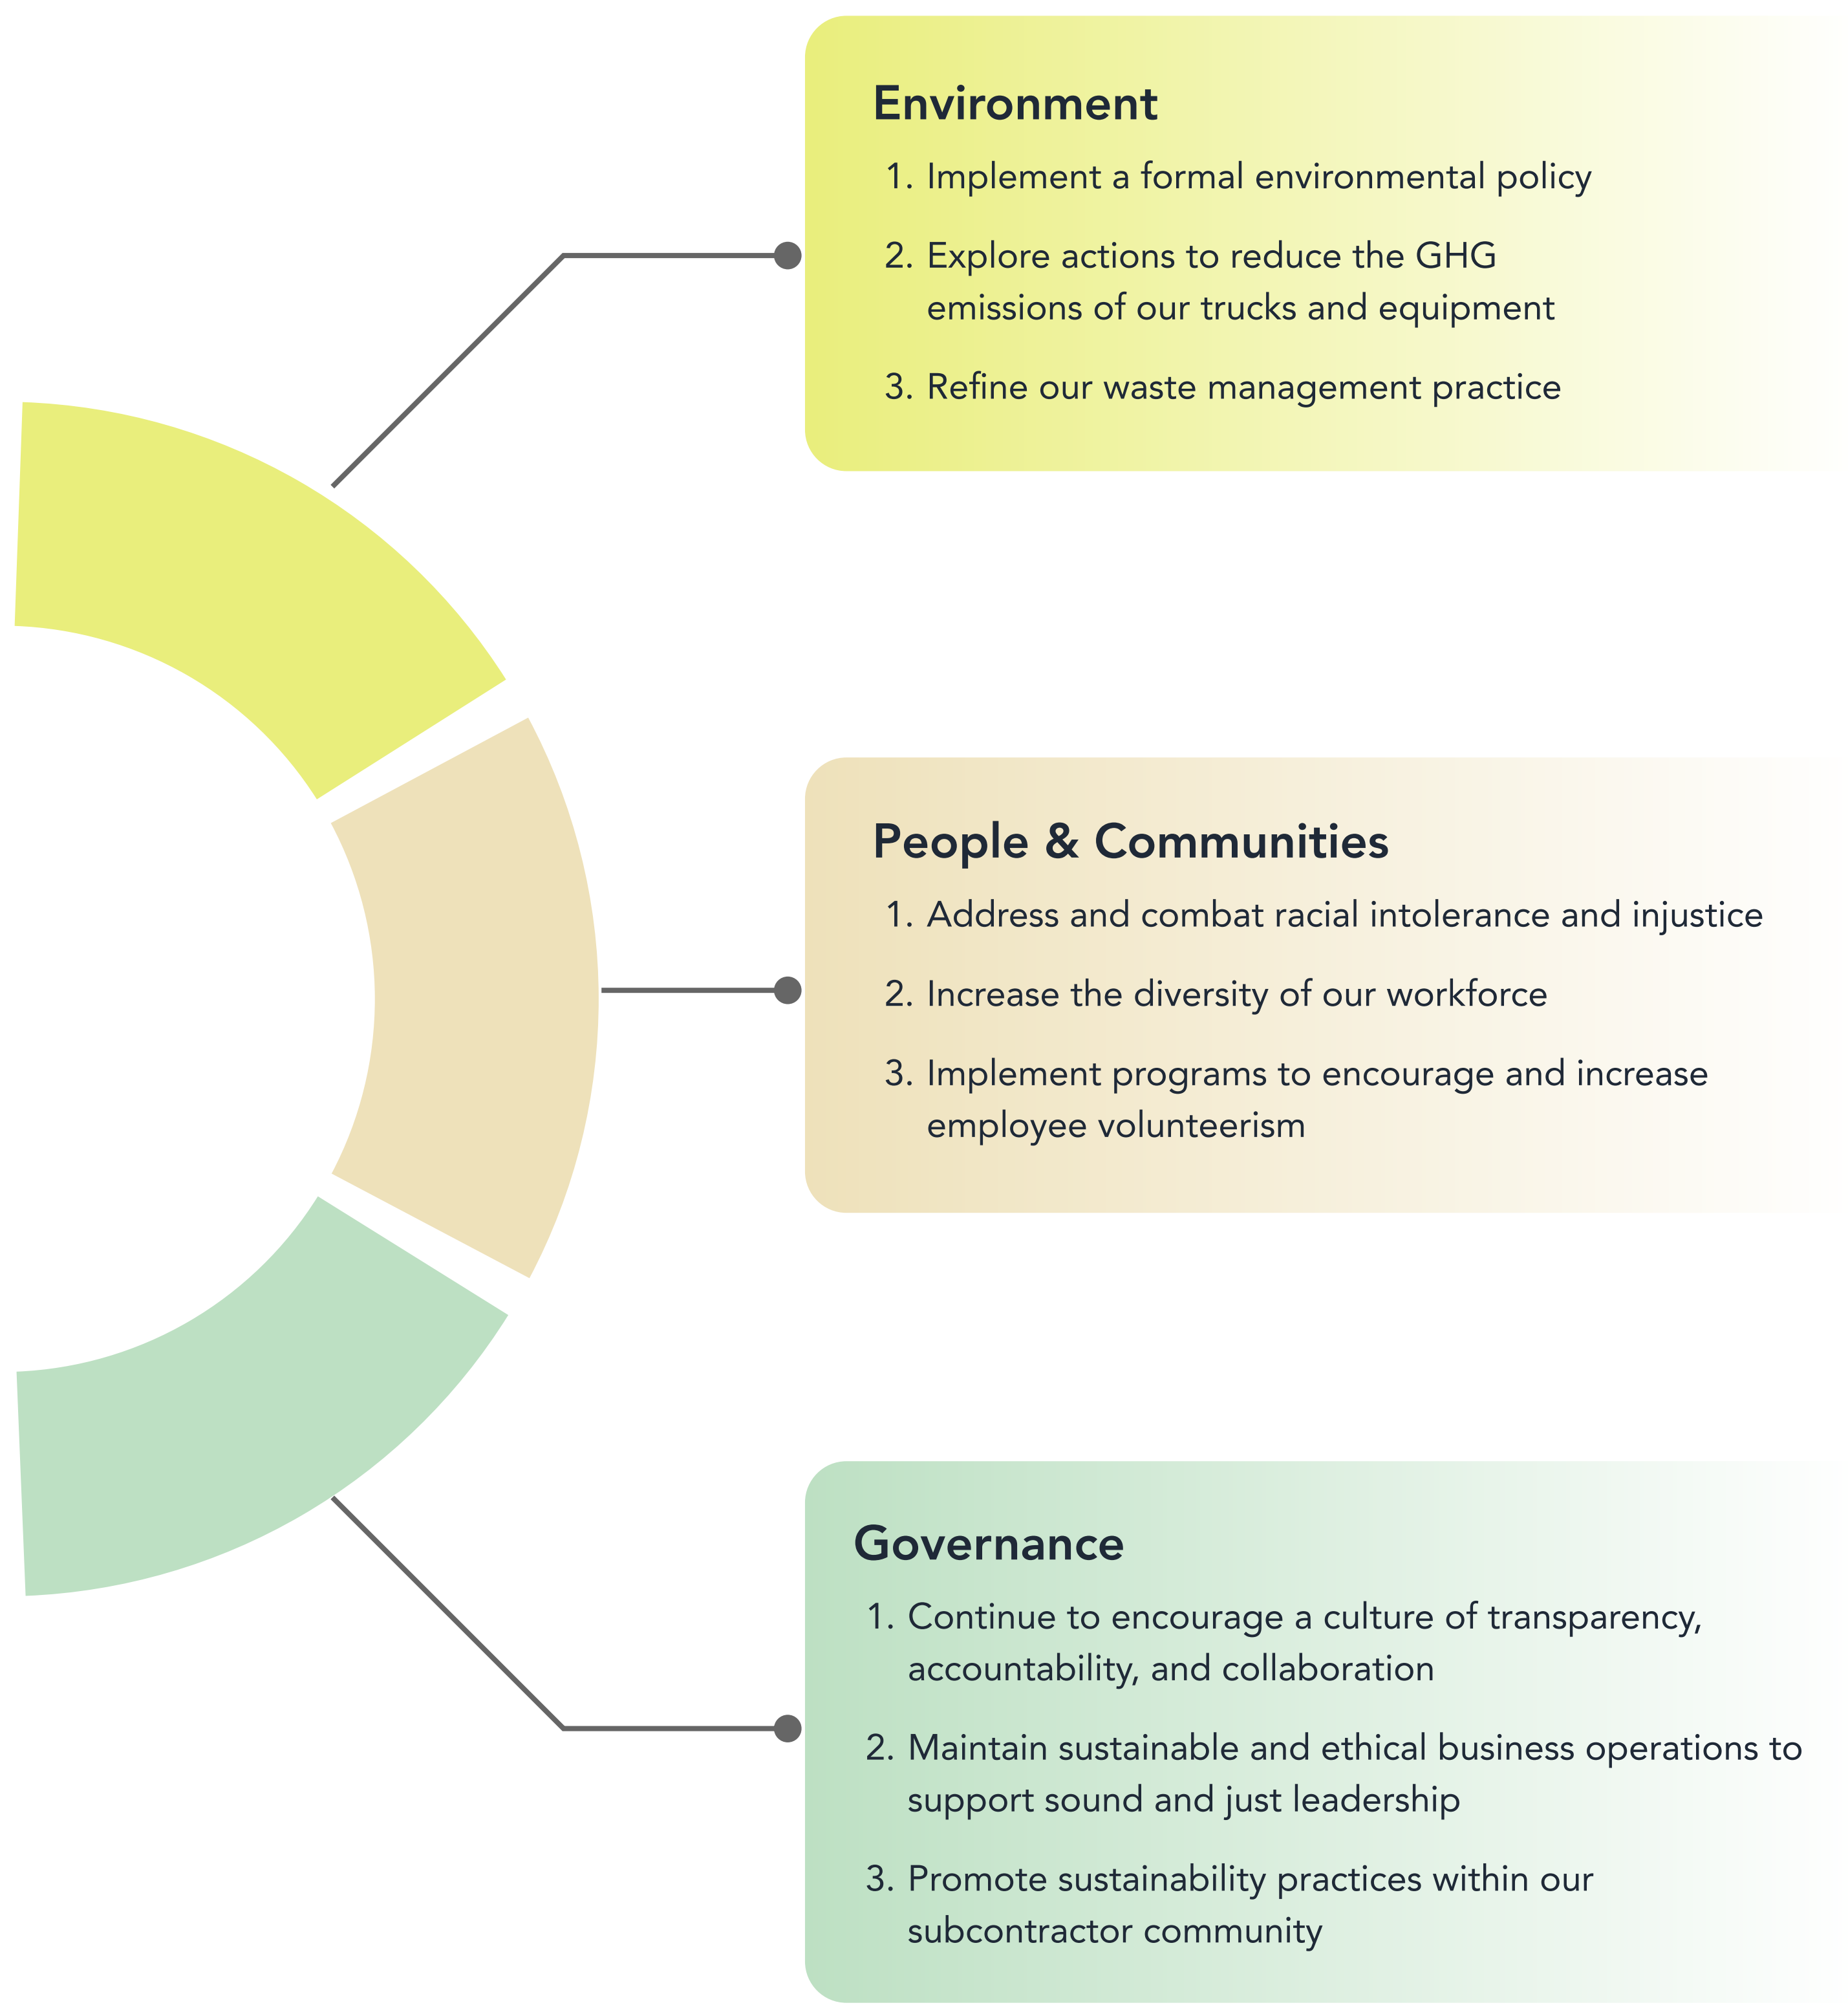 Environment
1. Implement a formal environmental policy
2. Explore actions to reduce the GHG
emissions of our trucks and equipment
3. Refine our waste management practice
People & Communities
1. Address and combat racial intolerance and injustice
2. Increase the diversity of our workforce
3. Implement programs to encourage and increase
employee volunteerism
Governance
1. Continue to encourage a culture of transparency,
accountability, and collaboration
2. Maintain sustainable and ethical business operations to
support sound and just leadership
3. Promote sustainability practices within our
subcontractor community